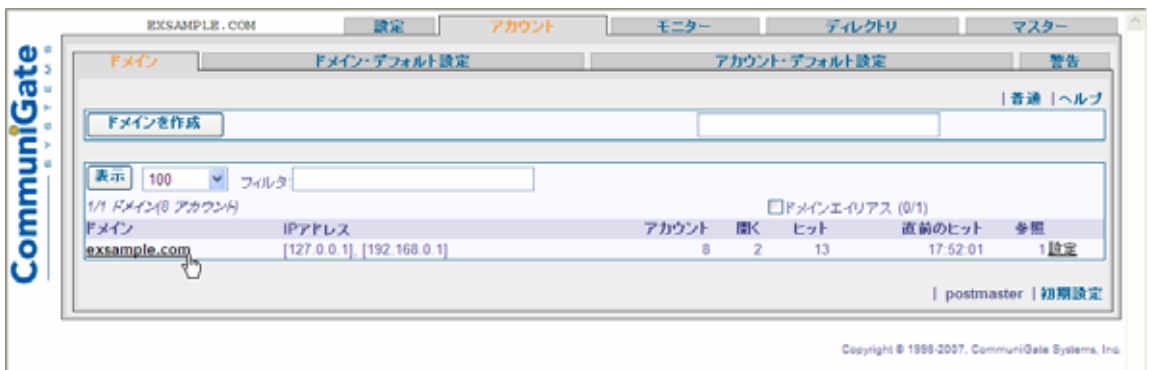 CommuniGate
SYSTEMS
EXSAMPLE.COM 設定 アカウント モニター ディレクトリ マスター
ドメイン ドメイン・デフォルト設定 アカウント・デフォルト設定 警告
| 普通 | ヘルプ
ドメインを作成
表示 100 フィルタ:
1/1 ドメイン(8 アカウント) ドメインエイリアス (0/1)
ドメイン IPアドレス アカウント 開く ヒット 直前のヒット 参照
exsample.com [127.0.0.1], [192.168.0.1] 8 2 13 17:52:01 1 設定
| postmaster | 初期設定
Copyright © 1998-2007, CommuniGate Systems, Inc.